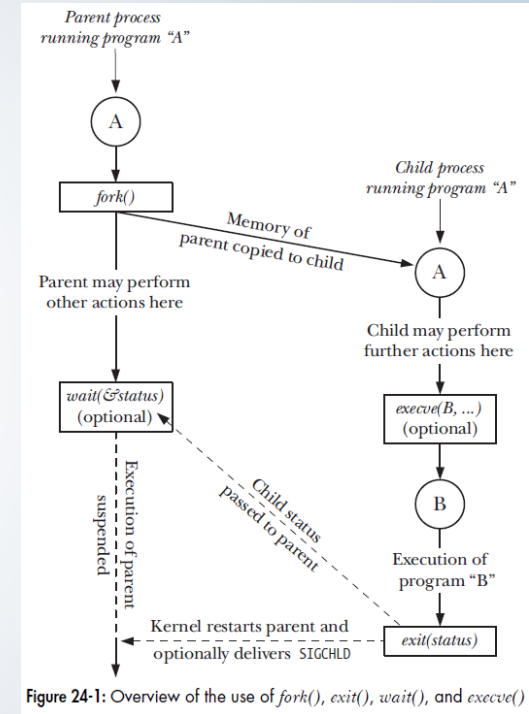 Parent process
running program “A”
A
fork()
Child process
running program “A”
Memory of
parent copied to child
A
Parent may perform
other actions here
Child may perform
further actions here
wait(&status)
(optional)
execve(B, ...)
(optional)
Execution of parent
suspended
Child status
passed to parent
B
Execution of
program “B”
Kernel restarts parent and
optionally delivers SIGCHLD
exit(status)
Figure 24-1: Overview of the use of fork(), exit(), wait(), and execve()